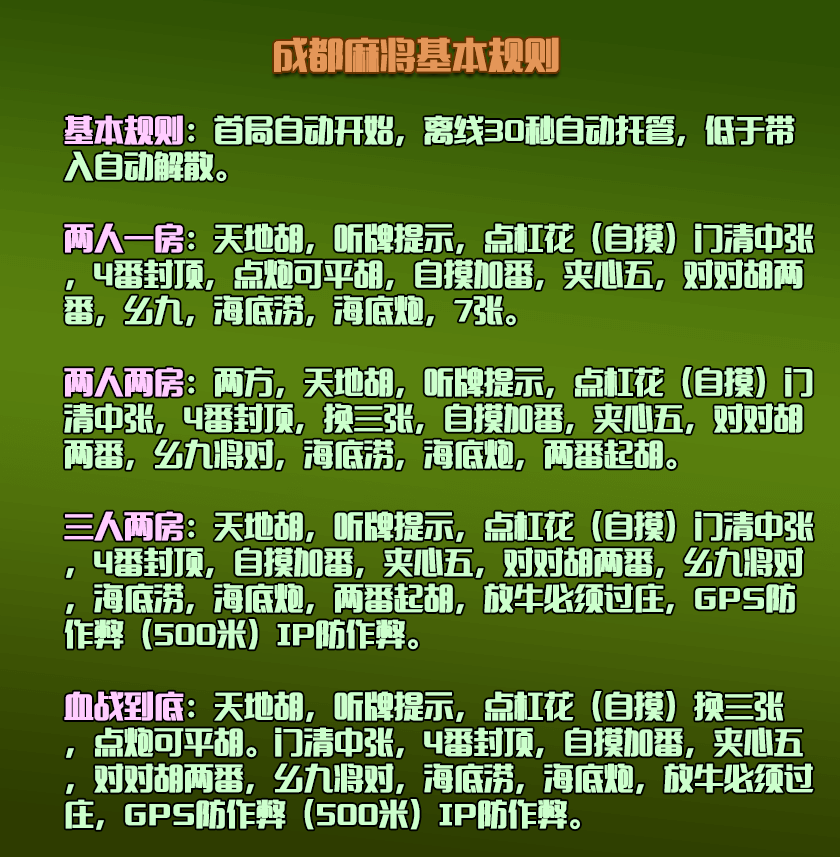 成都麻将基本规则
基本规则：首局自动开始，离线30秒自动托管，低于带
入自动解散。
两人一房：天地胡，听牌提示，点杠花（自摸）门清中张
，4番封顶，点炮可平胡，自摸加番，夹心五，对对胡两
番，幺九，海底涝，海底炮，7张。
两人两房：两方，天地胡，听牌提示，点杠花（自摸）门
清中张，4番封顶，换三张，自摸加番，夹心五，对对胡
两番，幺九将对，海底涝，海底炮，两番起胡。
三人两房：天地胡，听牌提示，点杠花（自摸）门清中张
，4番封顶，自摸加番，夹心五，对对胡两番，幺九将对
，海底涝，海底炮，两番起胡，放牛必须过庄，GPS防
作弊（500米）IP防作弊。
血战到底：天地胡，听牌提示，点杠花（自摸）换三张
，点炮可平胡。门清中张，4番封顶，自摸加番，夹心五
，对对胡两番，幺九将对，海底涝，海底炮，放牛必须过
庄，GPS防作弊（500米）IP防作弊。